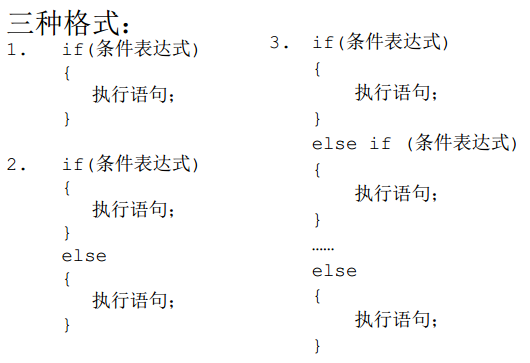 三种格式：
1. if(条件表达式)
{
执行语句;
}
2. if(条件表达式)
{
执行语句;
}
else
{
执行语句;
}
3. if(条件表达式)
{
执行语句;
}
else if (条件表达式)
{
执行语句;
}
……
else
{
执行语句;
}